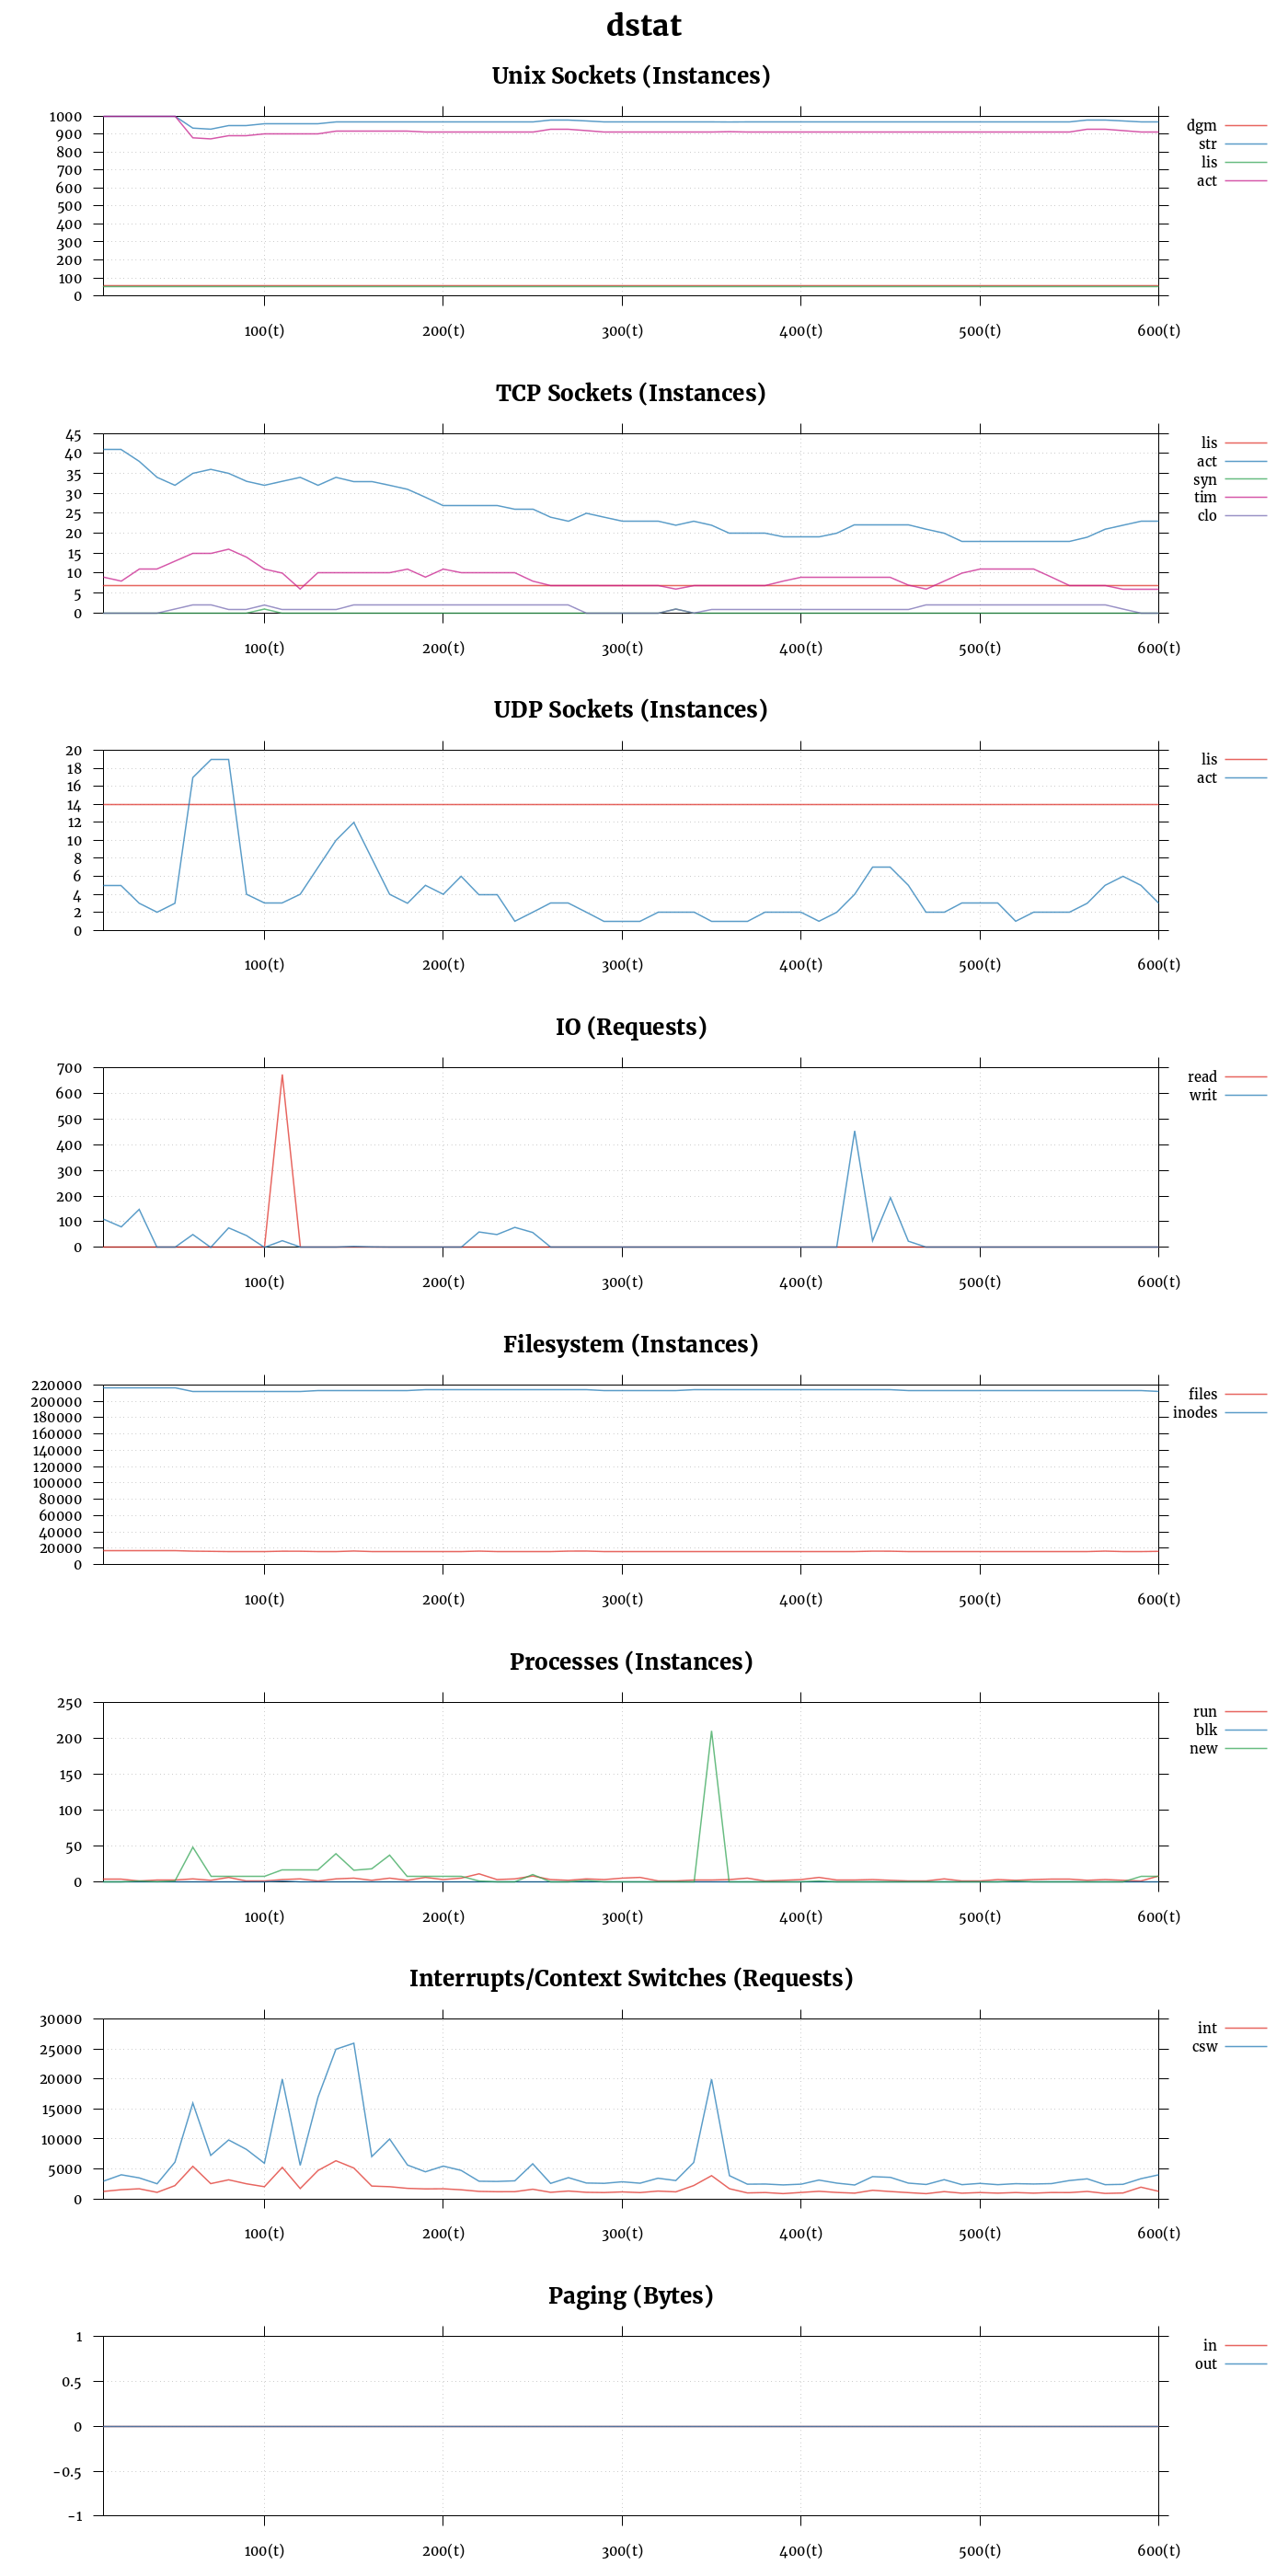 dstat
Unix Sockets (Instances)
1000
900
800
700
600
500
400
300
200
100
0
dgm
str
lis
act
100(t) 200(t) 300(t) 400(t) 500(t) 600(t)
TCP Sockets (Instances)
45
40
35
30
25
20
15
10
5
0
lis
act
syn
tim
clo
100(t) 200(t) 300(t) 400(t) 500(t) 600(t)
UDP Sockets (Instances)
20
18
16
14
12
10
8
6
4
2
0
lis
act
100(t) 200(t) 300(t) 400(t) 500(t) 600(t)
IO (Requests)
700
600
500
400
300
200
100
0
read
writ
100(t) 200(t) 300(t) 400(t) 500(t) 600(t)
Filesystem (Instances)
220000
200000
180000
160000
140000
120000
100000
80000
60000
40000
20000
0
files
inodes
100(t) 200(t) 300(t) 400(t) 500(t) 600(t)
Processes (Instances)
250
200
150
100
50
0
run
blk
new
100(t) 200(t) 300(t) 400(t) 500(t) 600(t)
Interrupts/Context Switches (Requests)
30000
25000
20000
15000
10000
5000
0
int
csw
100(t) 200(t) 300(t) 400(t) 500(t) 600(t)
Paging (Bytes)
1
0.5
0
-0.5
-1
in
out
100(t) 200(t) 300(t) 400(t) 500(t) 600(t)